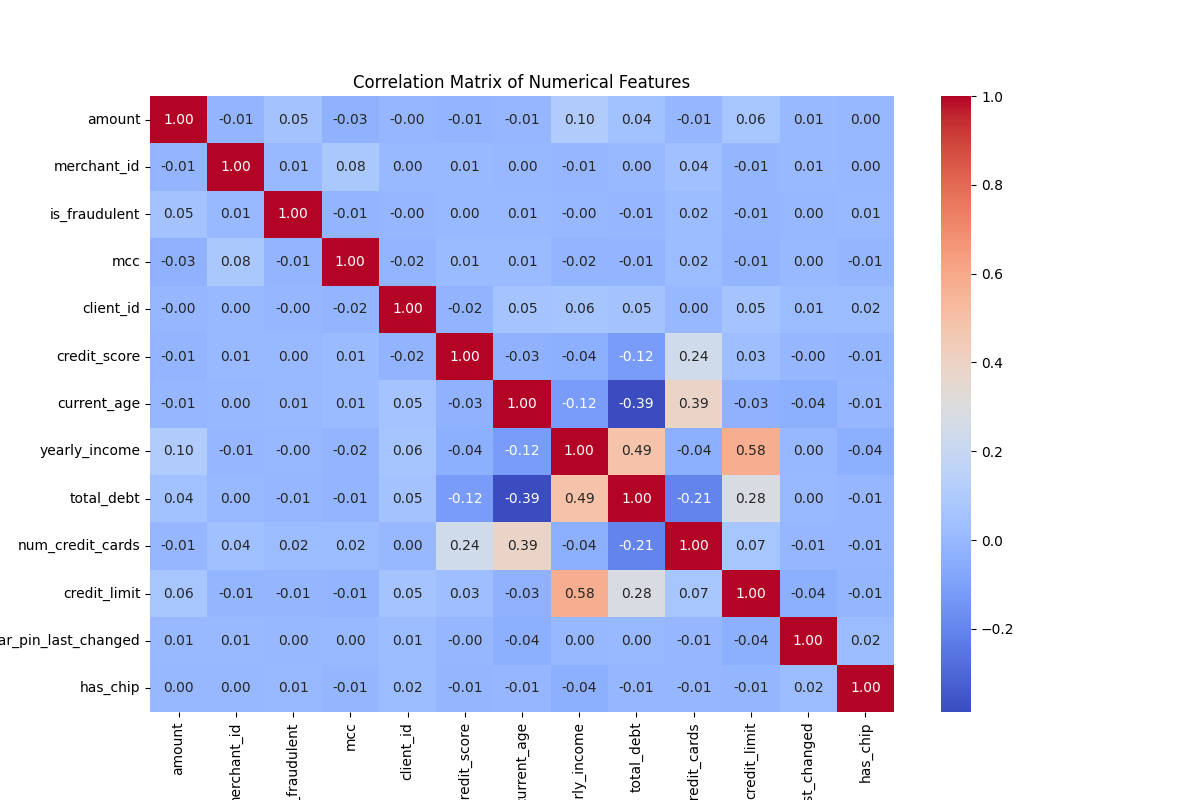 Correlation Matrix of Numerical Features
amount 1.00 -0.01 0.05 -0.03 -0.00 -0.01 -0.01 0.10 0.04 -0.01 0.06 0.01 0.00
merchant_id -0.01 1.00 0.01 0.08 0.00 0.01 0.00 -0.01 0.00 0.04 -0.01 0.01 0.00
is_fraudulent 0.05 0.01 1.00 -0.01 -0.00 0.00 0.01 -0.00 -0.01 0.02 -0.01 0.00 0.01
mcc -0.03 0.08 -0.01 1.00 -0.02 0.01 0.01 -0.02 -0.01 0.02 -0.01 0.00 -0.01
client_id -0.00 0.00 -0.00 -0.02 1.00 -0.02 0.05 0.06 0.05 0.00 0.05 0.01 0.02
credit_score -0.01 0.01 0.00 0.01 -0.02 1.00 -0.03 -0.04 -0.12 0.24 0.03 -0.00 -0.01
current_age -0.01 0.00 0.01 0.01 0.05 -0.03 1.00 -0.12 -0.39 0.39 -0.03 -0.04 -0.01
yearly_income 0.10 -0.01 -0.00 -0.02 0.06 -0.04 -0.12 1.00 0.49 -0.04 0.58 0.00 -0.04
total_debt 0.04 0.00 -0.01 -0.01 0.05 -0.12 -0.39 0.49 1.00 -0.21 0.28 0.00 -0.01
num_credit_cards -0.01 0.04 0.02 0.02 0.00 0.24 0.39 -0.04 -0.21 1.00 0.07 -0.01 -0.01
credit_limit 0.06 -0.01 -0.01 -0.01 0.05 0.03 -0.03 0.58 0.28 0.07 1.00 -0.04 -0.01
ar_pin_last_changed 0.01 0.01 0.00 0.00 0.01 -0.00 -0.04 0.00 0.00 -0.01 -0.04 1.00 0.02
has_chip 0.00 0.00 0.01 -0.01 0.02 -0.01 -0.01 -0.04 -0.01 -0.01 -0.01 0.02 1.00
amount
erchant_id
_fraudulent
mcc
client_id
redit_score
urrent_age
rly_income
total_debt
redit_cards
credit_limit
st_changed
has_chip
1.0
0.8
0.6
0.4
0.2
0.0
−0.2